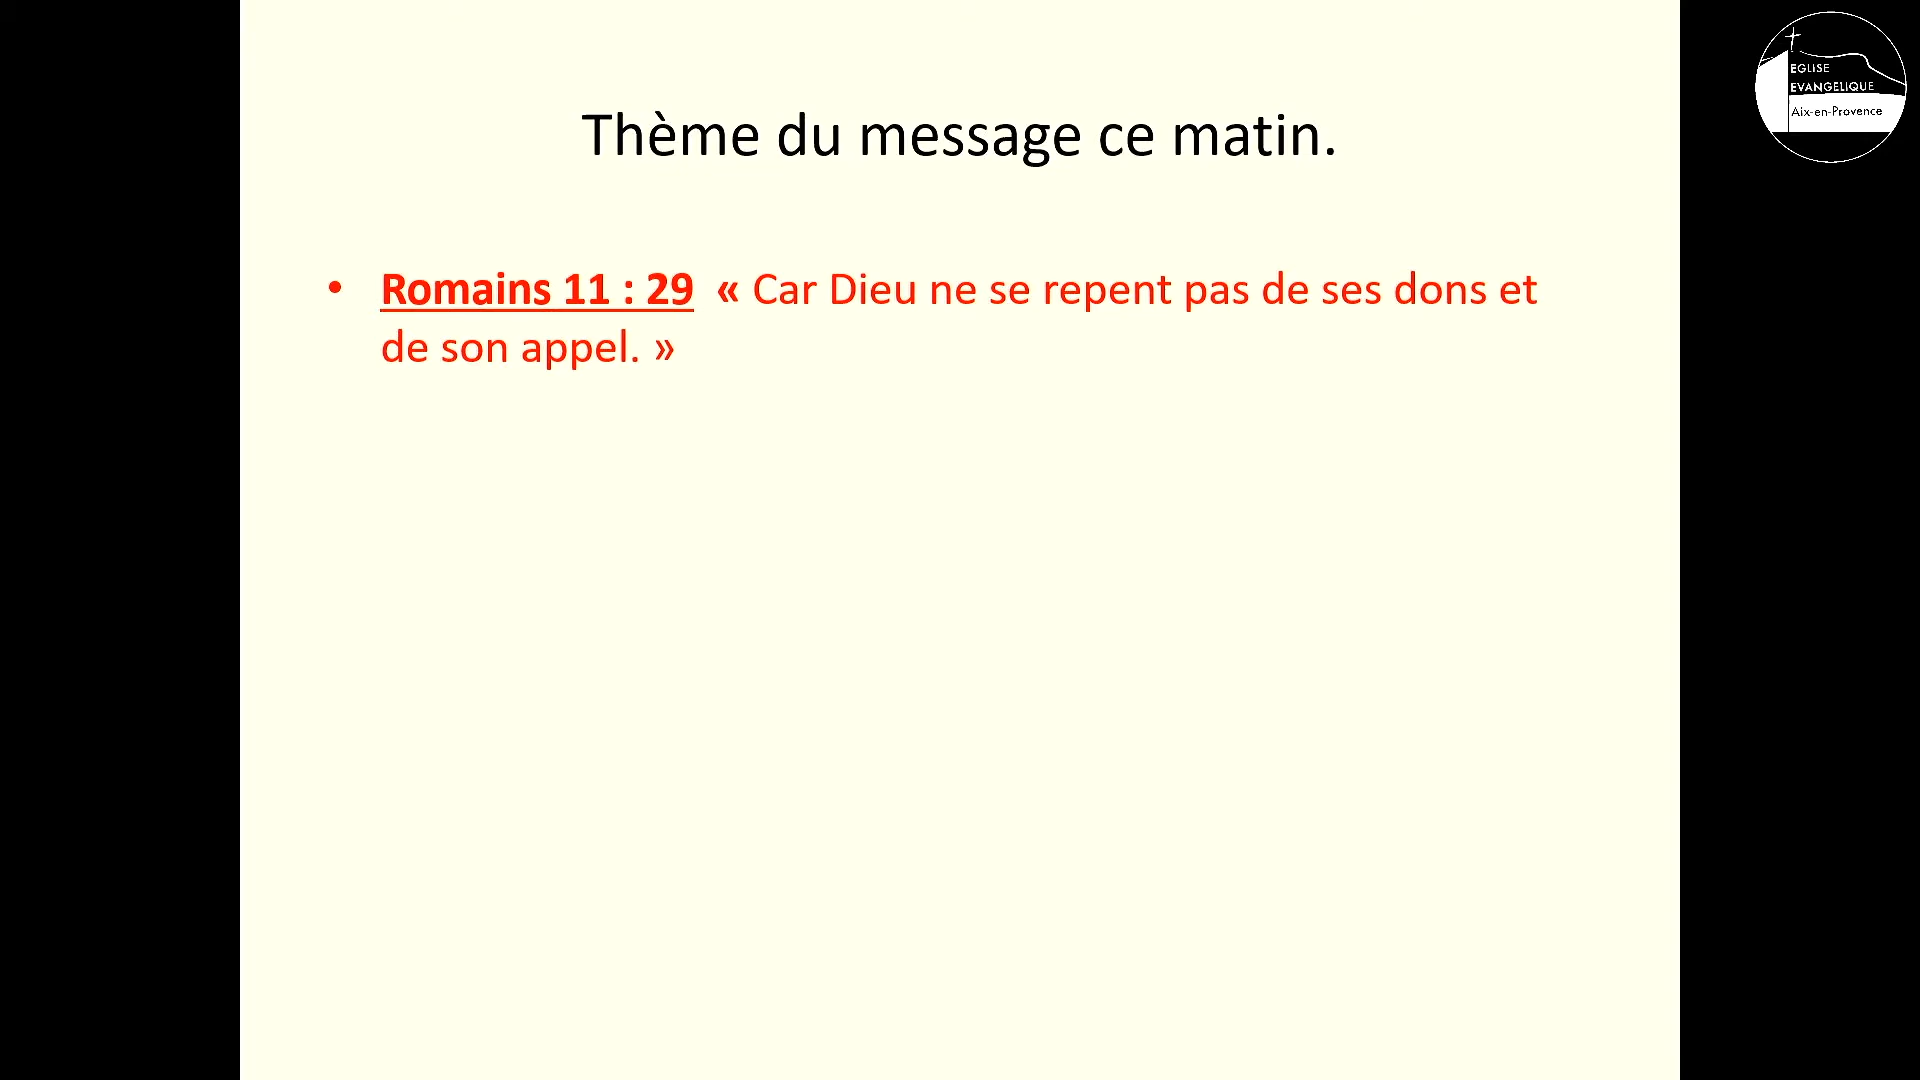 Thème du message ce matin.
• Romains 11 : 29 « Car Dieu ne se repent pas de ses dons et
de son appel. »
EGLISE
EVANGELIQUE
Aix-en-Provence